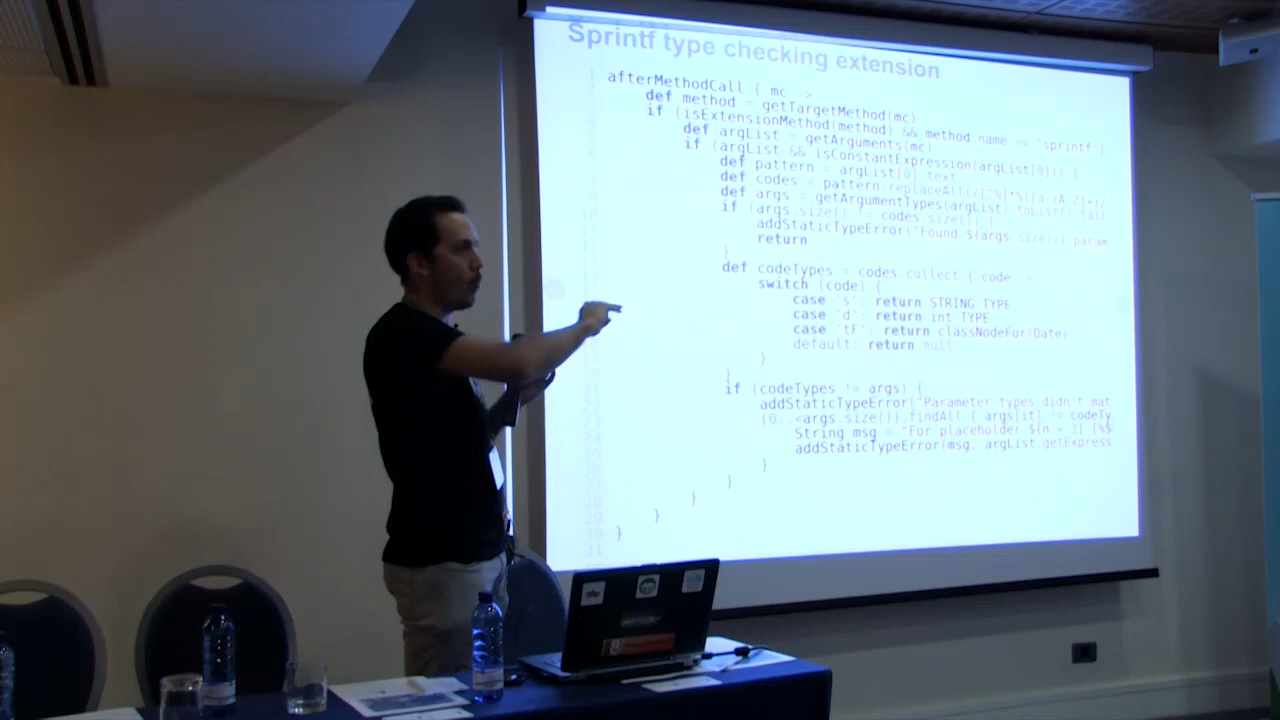 Sprintf type checking extension
afterMethodCall { mc ->
def method = getTargetMethod(mc)
if (isExtensionMethod(method) && method.name == 'sprintf')
def argList = getArguments(mc)
if (argList && isConstantExpression(argList[0])) {
def pattern = argList[0].text
def codes = pattern.replaceAll(
def args = getArgumentTypes(argList).toList().tail
if (args.size() != codes.size()) {
addStaticTypeError("Found ${args.size()} param
return
}
def codeTypes = codes.collect { code ->
switch (code) {
case 's': return STRING_TYPE
case 'd': return int_TYPE
case 'tF': return classNodeFor(Date)
default: return null
}
}
if (codeTypes != args) {
addStaticTypeError("Parameter types didn't mat
(0..<args.size()).findAll { args[it] != codeTy
String msg = "For placeholder ${n + 1} [%$
addStaticTypeError(msg, argList.getExpress
}
}
28 }
29 }
30 }
31